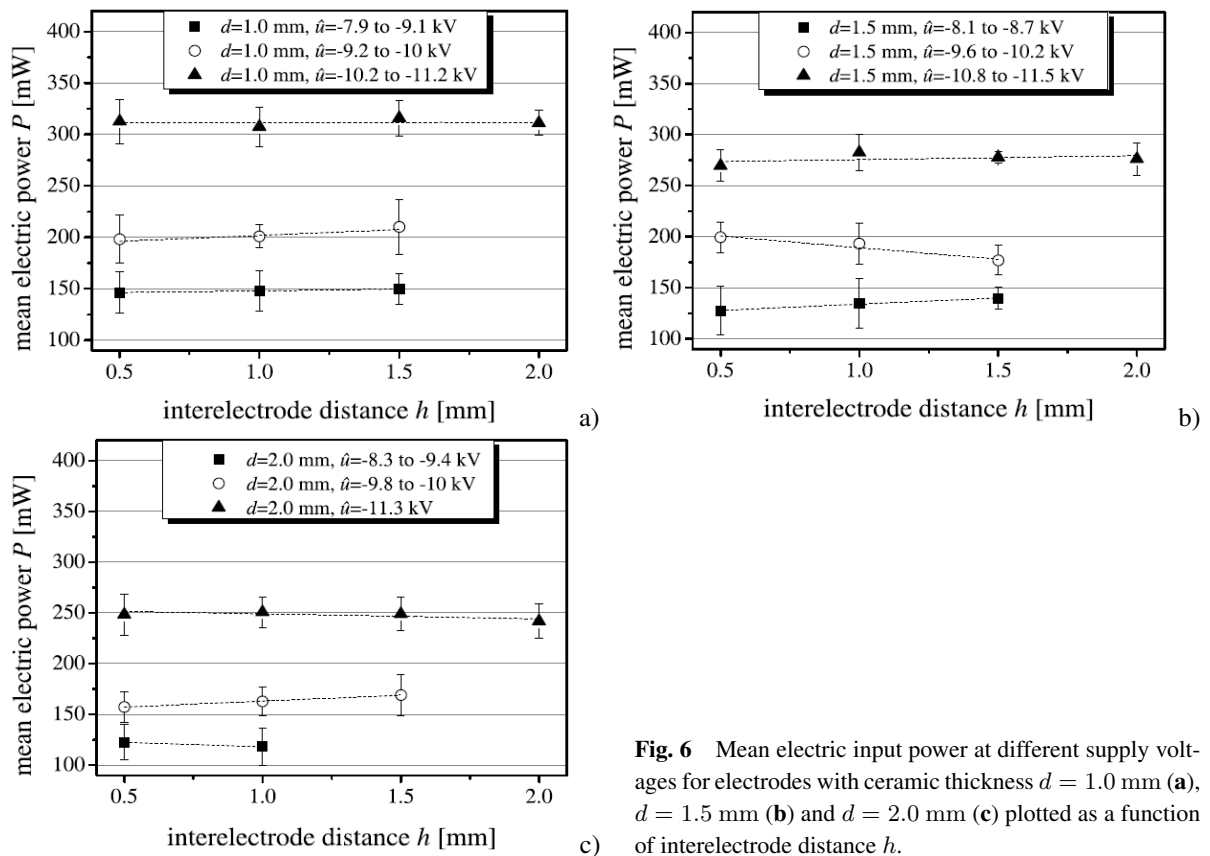 d=1.0 mm, û=-7.9 to -9.1 kV
d=1.0 mm, û=-9.2 to -10 kV
d=1.0 mm, û=-10.2 to -11.2 kV
mean electric power P [mW]
400
350
300
250
200
150
100
0.5 1.0 1.5 2.0
interelectrode distance h [mm]
a)
d=1.5 mm, û=-8.1 to -8.7 kV
d=1.5 mm, û=-9.6 to -10.2 kV
d=1.5 mm, û=-10.8 to -11.5 kV
mean electric power P [mW]
400
350
300
250
200
150
100
0.5 1.0 1.5 2.0
interelectrode distance h [mm]
b)
d=2.0 mm, û=-8.3 to -9.4 kV
d=2.0 mm, û=-9.8 to -10 kV
d=2.0 mm, û=-11.3 kV
mean electric power P [mW]
400
350
300
250
200
150
100
0.5 1.0 1.5 2.0
interelectrode distance h [mm]
c)
Fig. 6 Mean electric input power at different supply volt-
ages for electrodes with ceramic thickness d = 1.0 mm (a),
d = 1.5 mm (b) and d = 2.0 mm (c) plotted as a function
of interelectrode distance h.